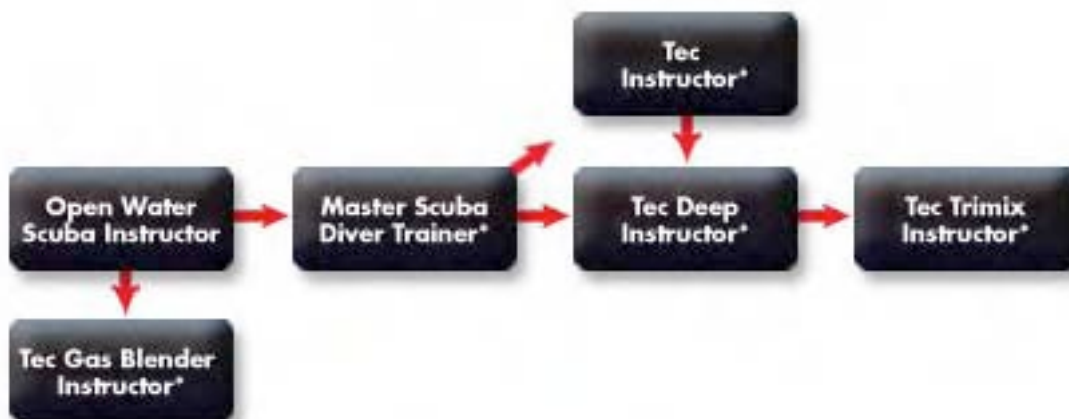 Tec
Instructor*
Open Water
Scuba Instructor
Master Scuba
Diver Trainer*
Tec Deep
Instructor*
Tec Trimix
Instructor*
Tec Gas Blender
Instructor*